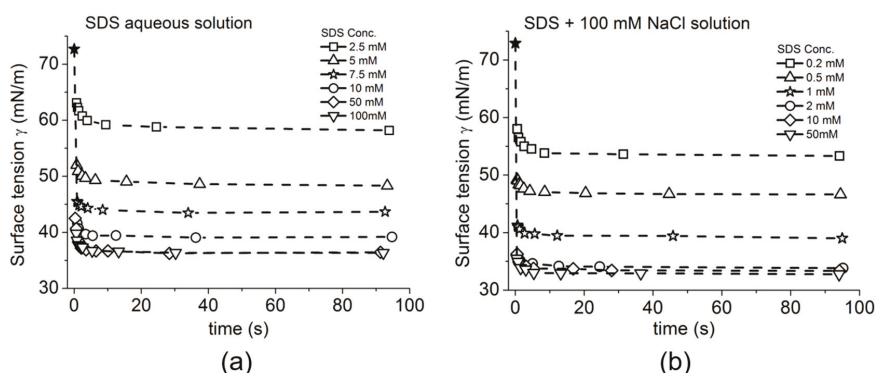 SDS aqueous solution
SDS Conc.
2.5 mM
5 mM
7.5 mM
10 mM
50 mM
100mM
Surface tension γ (mN/m)
70
60
50
40
30
0 20 40 60 80 100
time (s)
(a)
SDS + 100 mM NaCl solution
SDS Conc.
0.2 mM
0.5 mM
1 mM
2 mM
10 mM
50mM
Surface tension γ (mN/m)
70
60
50
40
30
0 20 40 60 80 100
time (s)
(b)